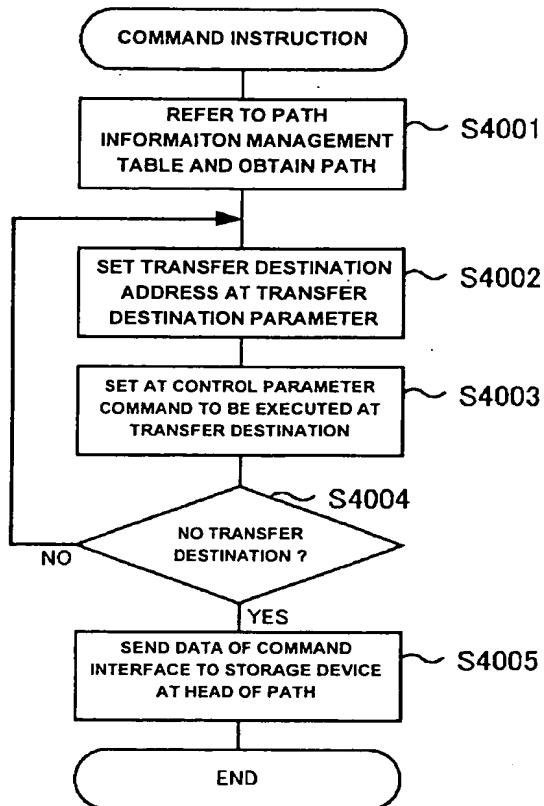 COMMAND INSTRUCTION
REFER TO PATH
INFORMAITON MANAGEMENT
TABLE AND OBTAIN PATH
S4001
SET TRANSFER DESTINATION
ADDRESS AT TRANSFER
DESTINATION PARAMETER
S4002
SET AT CONTROL PARAMETER
COMMAND TO BE EXECUTED AT
TRANSFER DESTINATION
S4003
S4004
NO TRANSFER
DESTINATION ?
NO
YES
SEND DATA OF COMMAND
INTERFACE TO STORAGE DEVICE
AT HEAD OF PATH
S4005
END